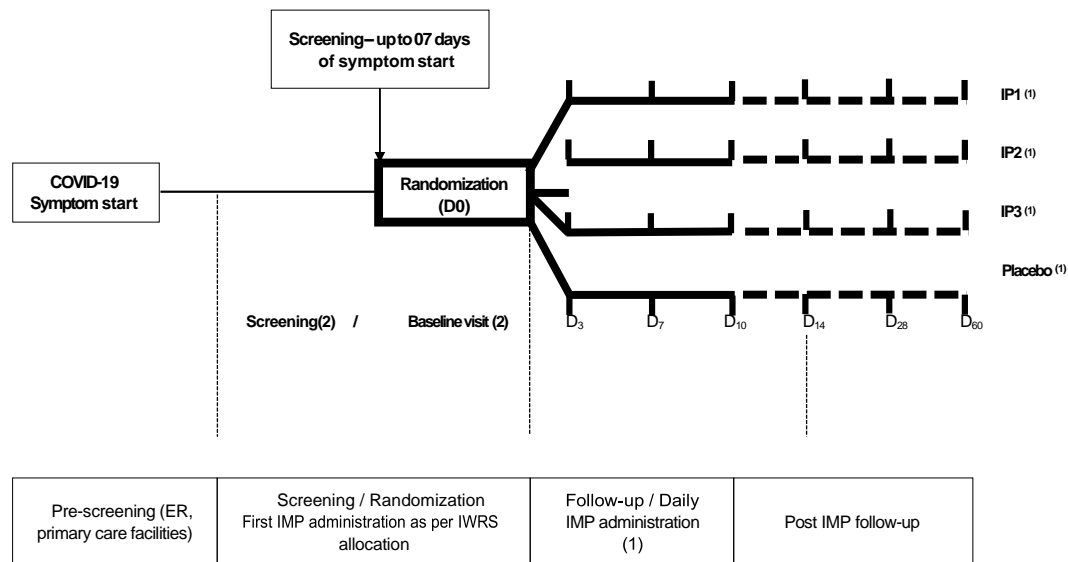 Screening– up to 07 days
of symptom start
IP1 (1)
IP2 (1)
COVID-19
Symptom start
Randomization
(D0)
IP3 (1)
Placebo (1)
Screening(2) / Baseline visit (2)
D3 D7 D10 D14 D28 D60
Pre-screening (ER,
primary care facilities)
Screening / Randomization
First IMP administration as per IWRS
allocation
Follow-up / Daily
IMP administration
(1)
Post IMP follow-up